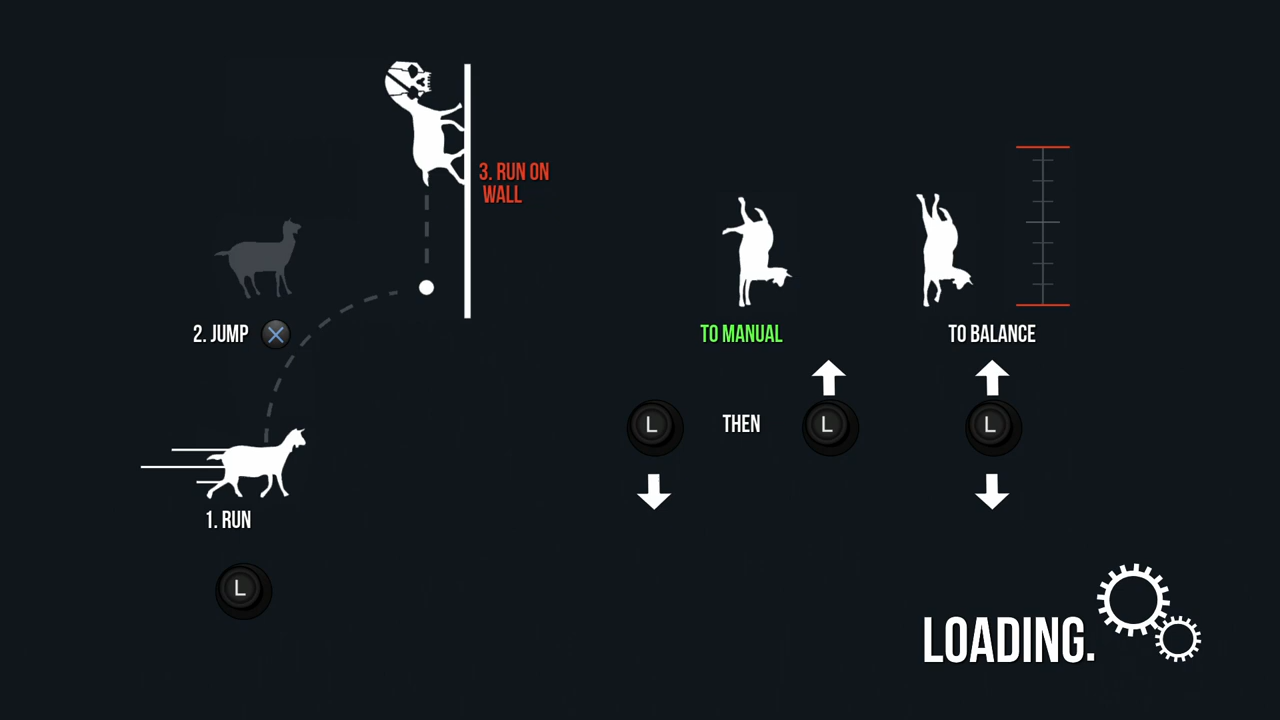 3. RUN ON
WALL
2. JUMP
1. RUN
L
TO MANUAL
L
THEN
L
TO BALANCE
L
LOADING.